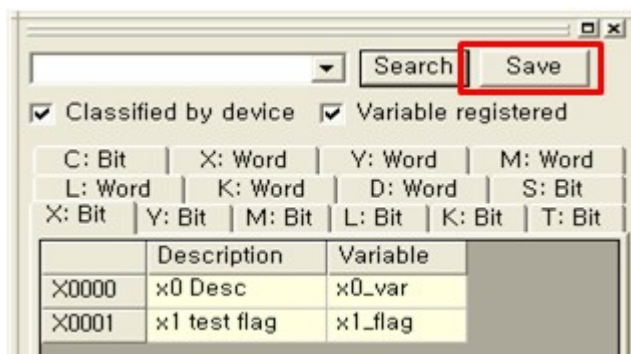 Search Save
Classified by device Variable registered
C: Bit X: Word Y: Word M: Word
L: Word K: Word D: Word S: Bit
X: Bit Y: Bit M: Bit L: Bit K: Bit T: Bit
Description Variable
X0000 x0 Desc x0_var
X0001 x1 test flag x1_flag